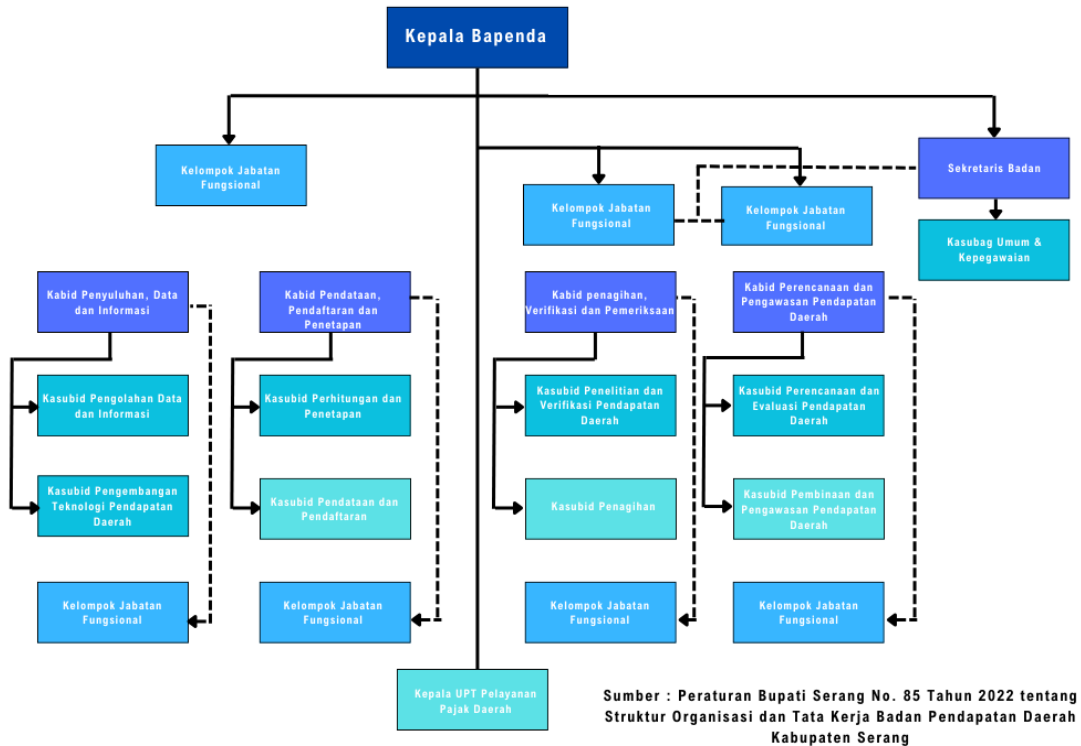 Kepala Bapenda
Kelompok Jabatan
Fungsional
Sekretaris Badan
Kelompok Jabatan
Fungsional
Kelompok Jabatan
Fungsional
Kasubag Umum &
Kepegawaian
Kabid Penyuluhan, Data
dan Informasi
Kabid Pendataan,
Pendaftaran dan
Penetapan
Kabid penagihan,
Verifikasi dan Pemeriksaan
Kabid Perencanaan dan
Pengawasan Pendapatan
Daerah
Kasubid Pengolahan Data
dan Informasi
Kasubid Perhitungan dan
Penetapan
Kasubid Penelitian dan
Verifikasi Pendapatan
Daerah
Kasubid Perencanaan dan
Evaluasi Pendapatan
Daerah
Kasubid Pengembangan
Teknologi Pendapatan
Daerah
Kasubid Pendataan dan
Pendaftaran
Kasubid Penagihan
Kasubid Pembinaan dan
Pengawasan Pendapatan
Daerah
Kelompok Jabatan
Fungsional
Kelompok Jabatan
Fungsional
Kelompok Jabatan
Fungsional
Kelompok Jabatan
Fungsional
Kepala UPT Pelayanan
Pajak Daerah
Sumber : Peraturan Bupati Serang No. 85 Tahun 2022 tentang
Struktur Organisasi dan Tata Kerja Badan Pendapatan Daerah
Kabupaten Serang